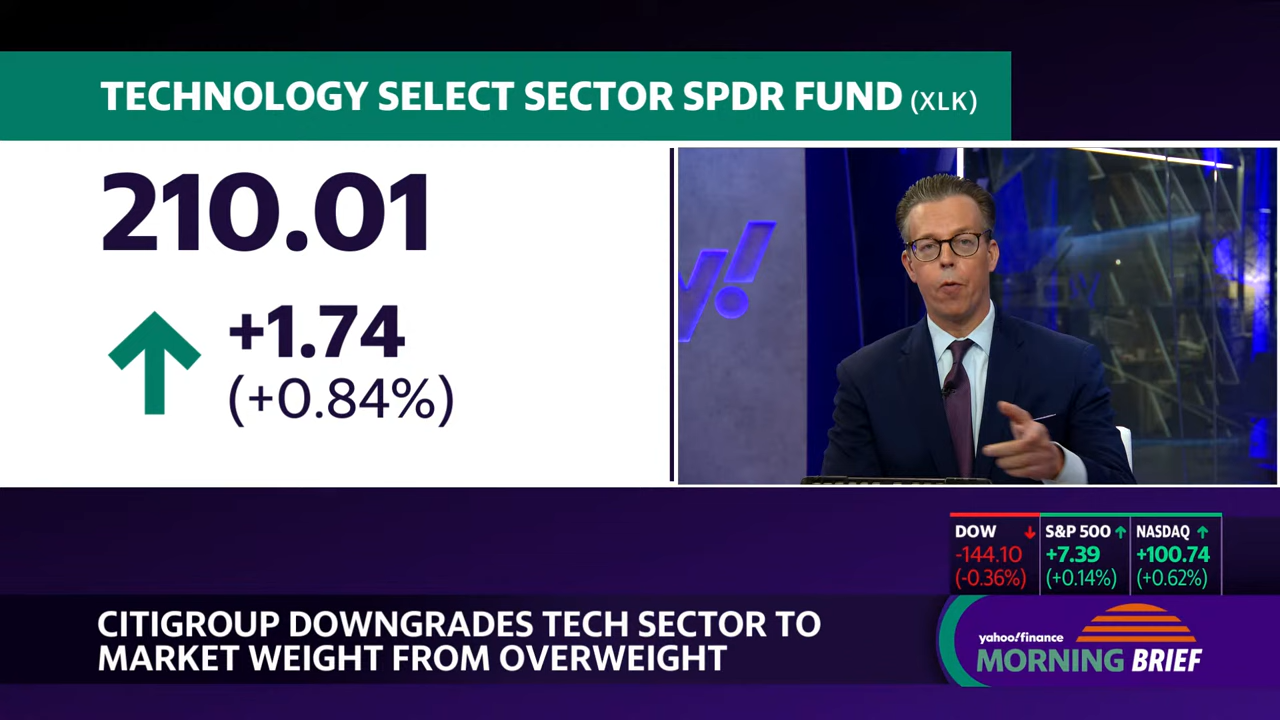 TECHNOLOGY SELECT SECTOR SPDR FUND (XLK)
210.01
+1.74
(+0.84%)
y!
DOW
-144.10
(-0.36%)
S&P 500
+7.39
(+0.14%)
NASDAQ
+100.74
(+0.62%)
CITIGROUP DOWNGRADES TECH SECTOR TO
MARKET WEIGHT FROM OVERWEIGHT
yahoo!finance
MORNING BRIEF